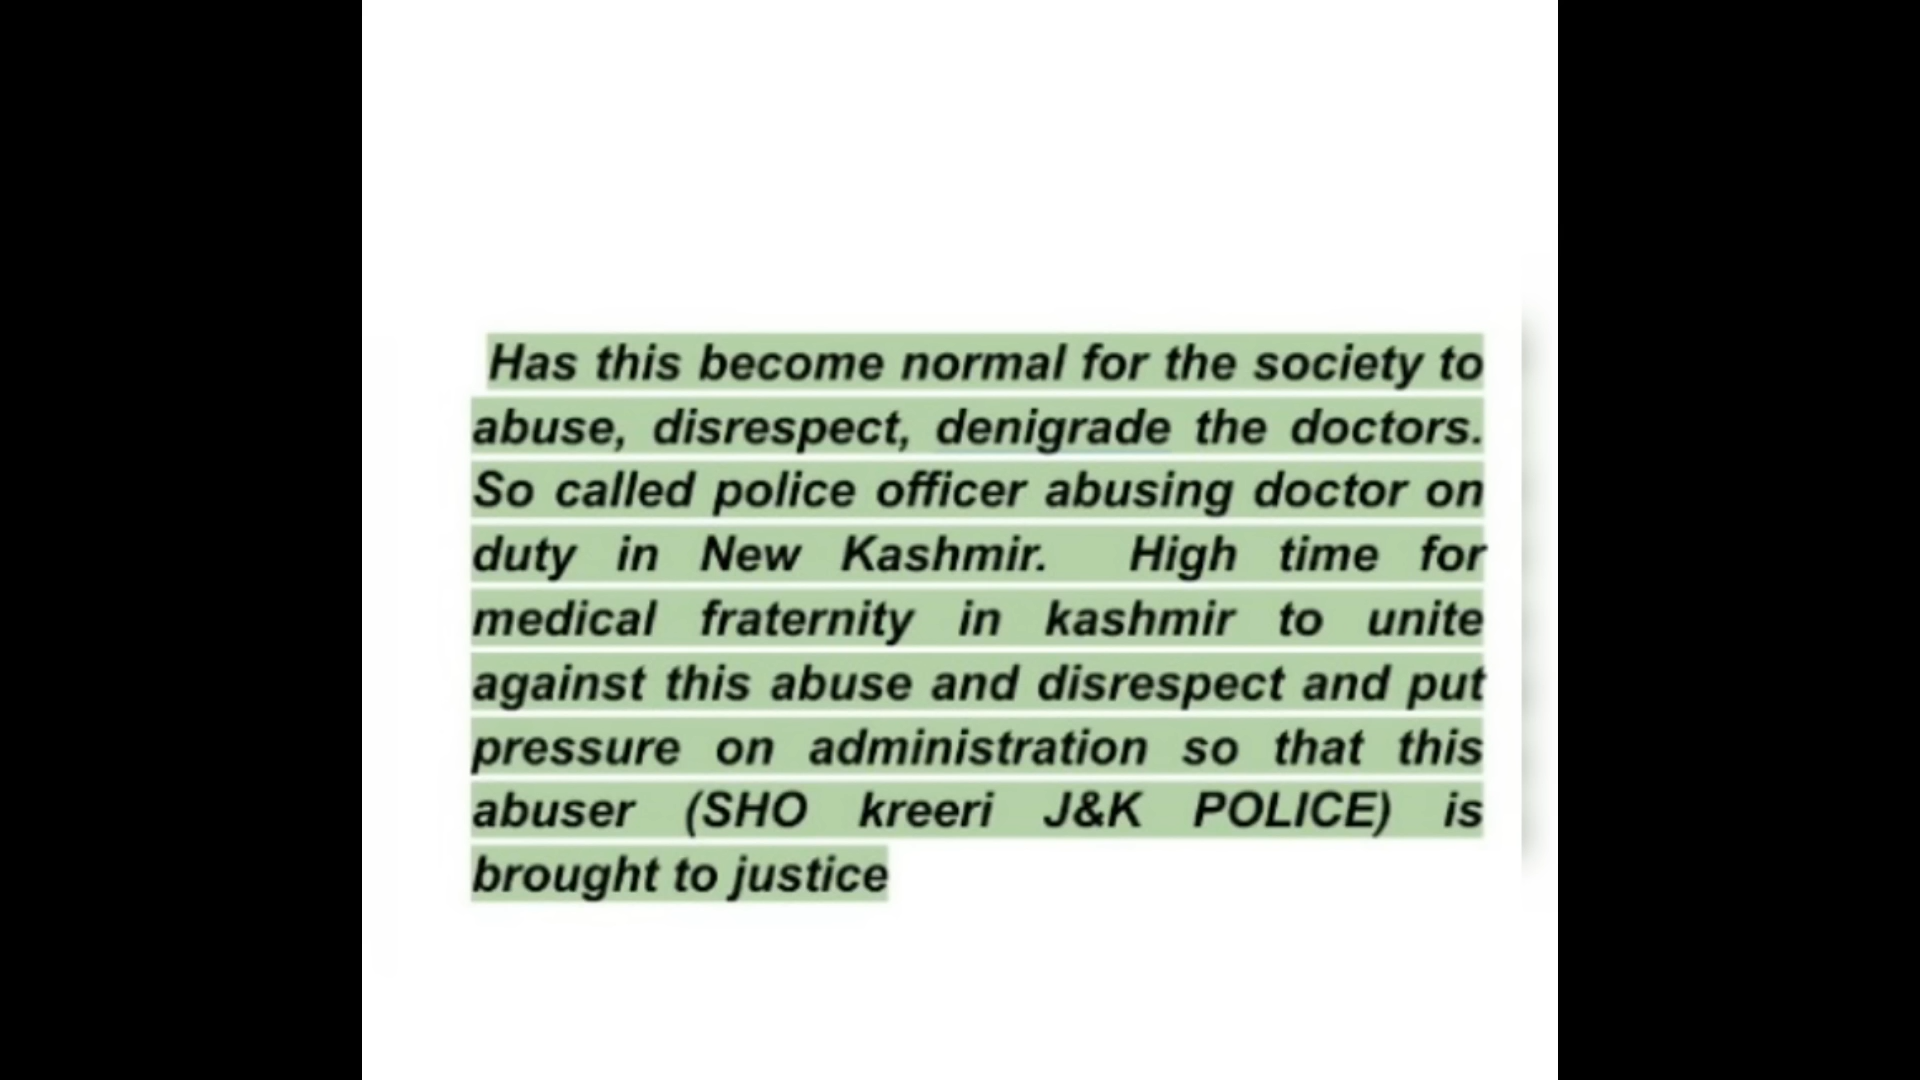 Has this become normal for the society to
abuse, disrespect, denigrade the doctors.
So called police officer abusing doctor on
duty in New Kashmir. High time for
medical fraternity in kashmir to unite
against this abuse and disrespect and put
pressure on administration so that this
abuser (SHO kreeri J&K POLICE) is
brought to justice